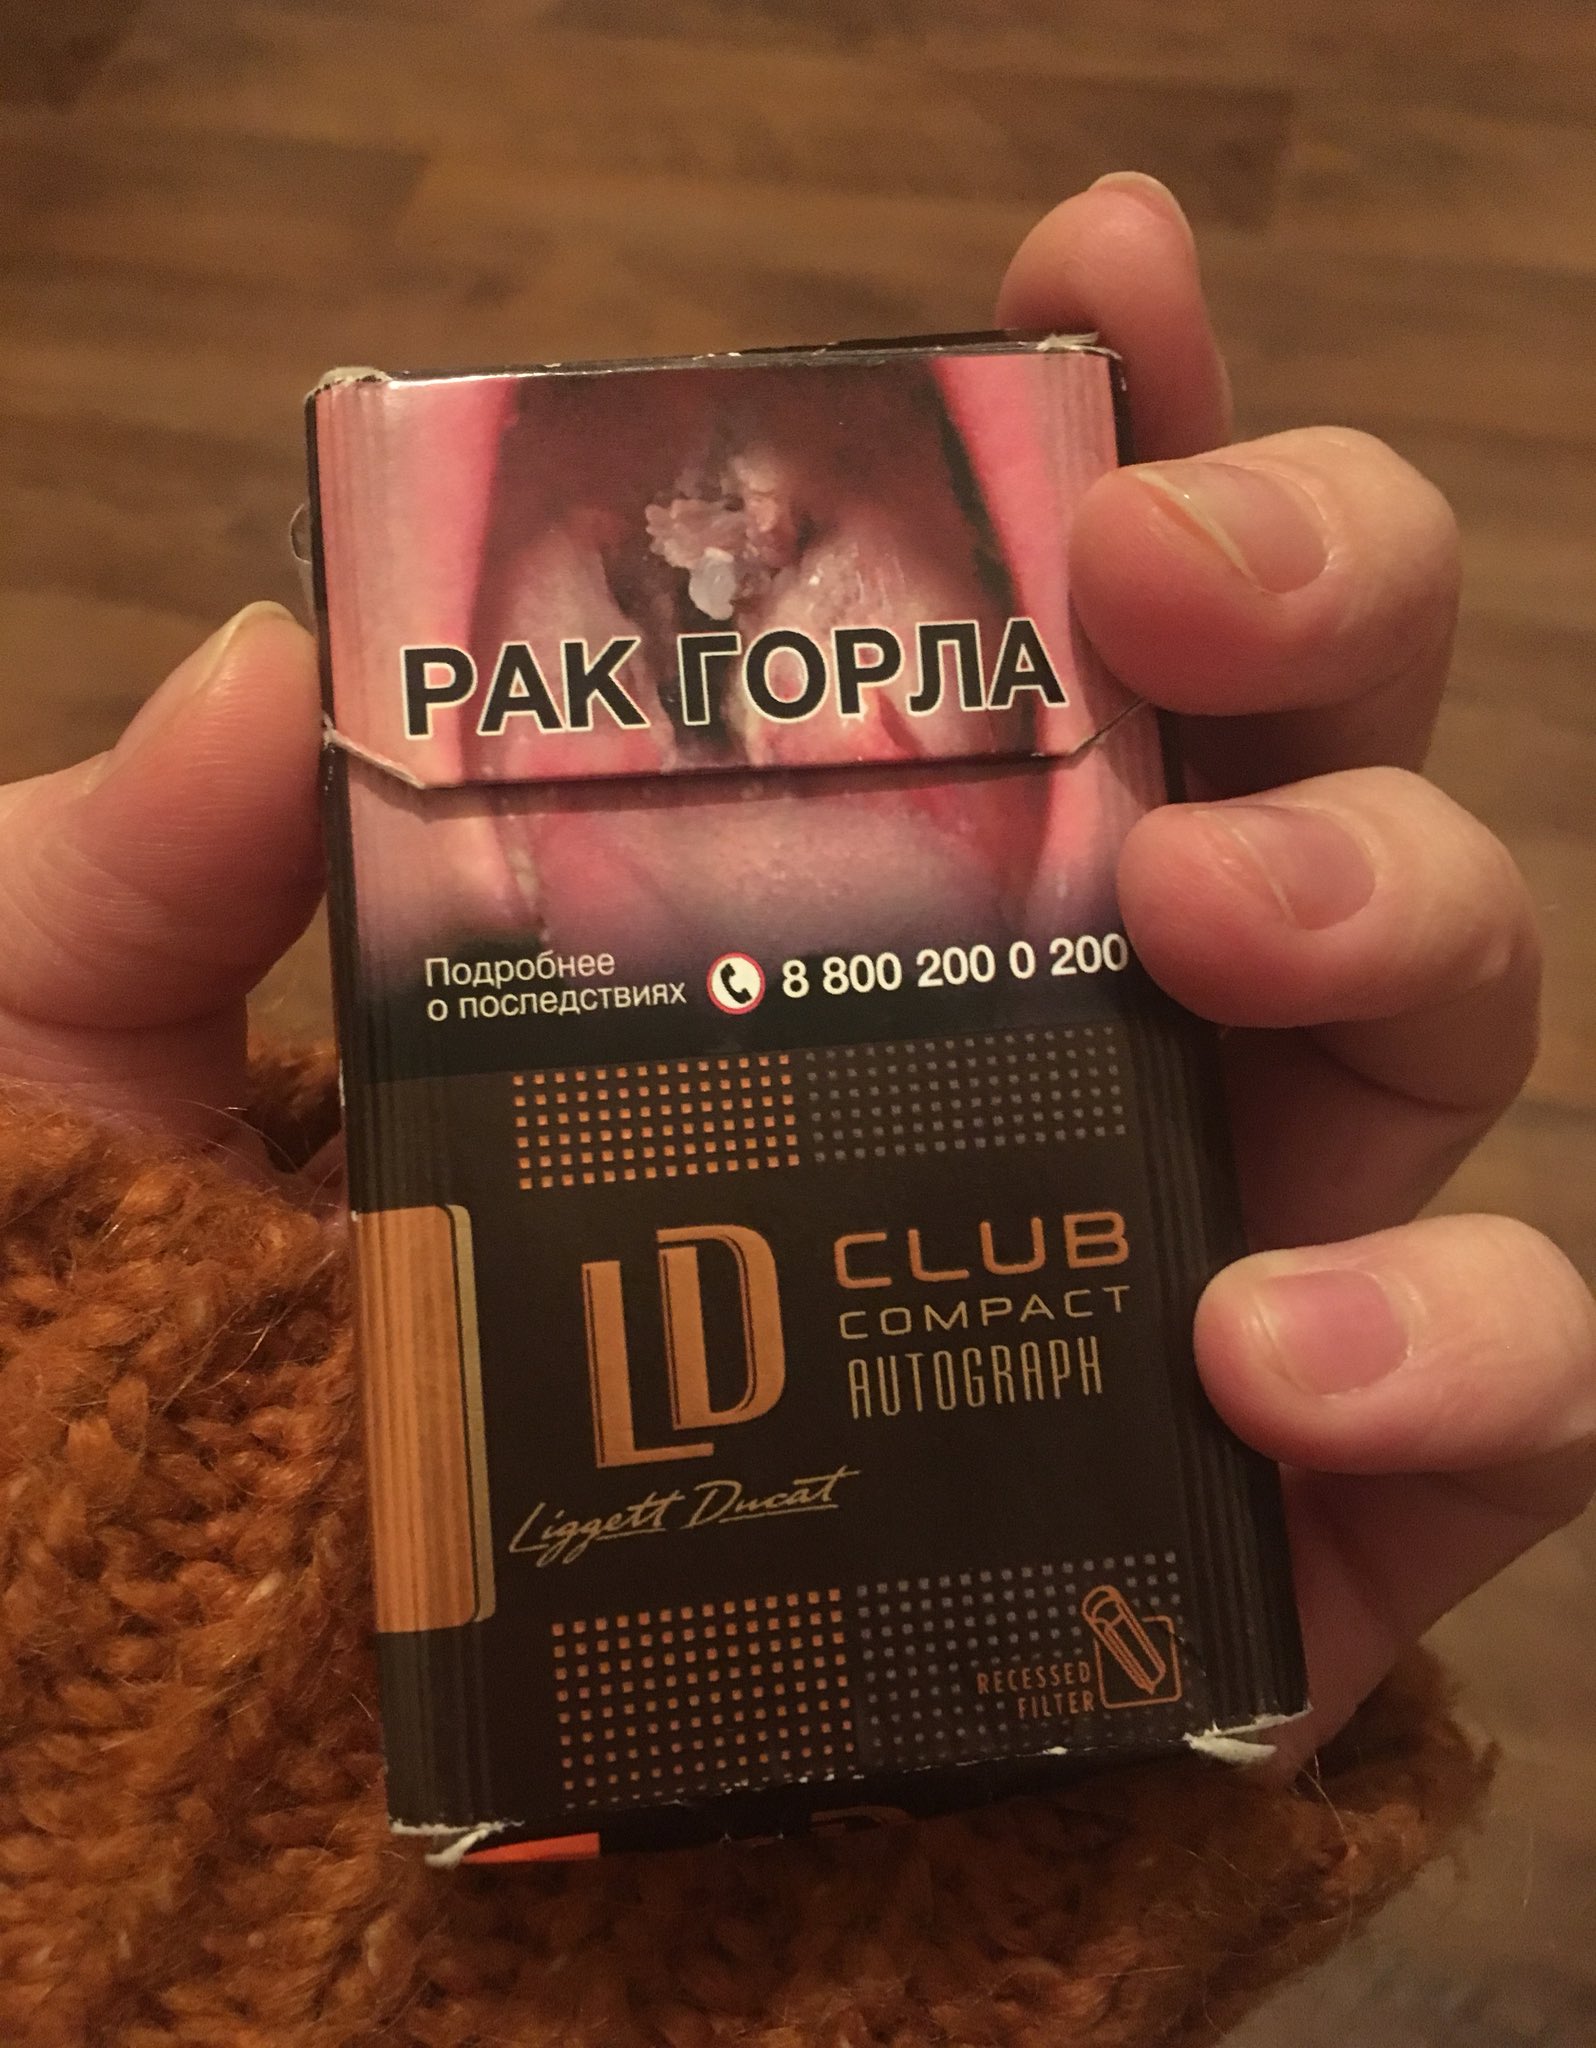 РАК ГОРЛА
Подробнее
о последствиях
8 800 200 0 200
LD
CLUB
COMPACT
AUTOGRAPH
Liggett Ducat
RECESSED
FILTER